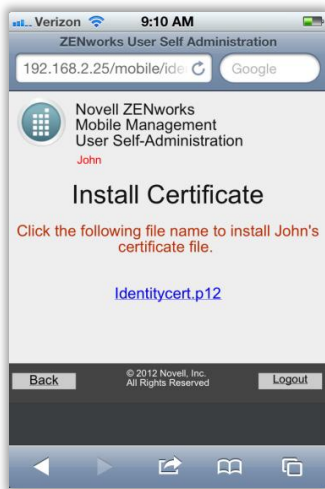 Verizon 9:10 AM
ZENworks User Self Administration
192.168.2.25/mobile/ide Google
Novell ZENworks
Mobile Management
User Self-Administration
John
Install Certificate
Click the following file name to install John's
certificate file.
Identitycert.p12
Back © 2012 Novell, Inc. Logout
All Rights Reserved